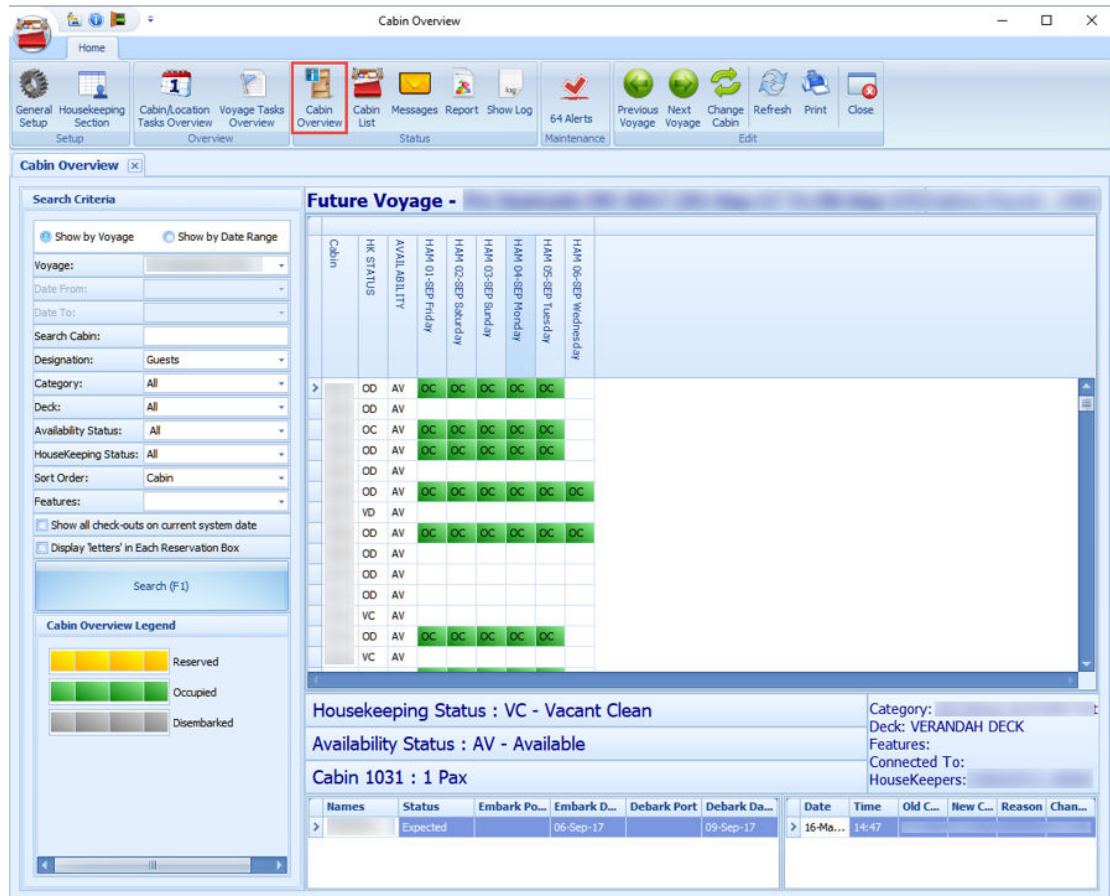 Cabin Overview
Home
General Setup
Housekeeping Section
Cabin/Location Tasks Overview
Voyage Tasks Overview
Cabin Overview
Cabin List
Messages
Report
Show Log
64 Alerts
Previous Voyage
Next Voyage
Change Cabin
Refresh
Print
Close
Setup
Overview
Status
Maintenance
Edit
Cabin Overview
Search Criteria
Show by Voyage
Show by Date Range
Voyage:
Date From:
Date To:
Search Cabin:
Designation: Guests
Category: All
Deck: All
Availability Status: All
HouseKeeping Status: All
Sort Order: Cabin
Features:
Show all check-outs on current system date
Display 'letters' in Each Reservation Box
Search (F1)
Cabin Overview Legend
Reserved
Occupied
Disembarked
Future Voyage -
Cabin
HK STATUS
AVAILABILITY
HAM 01-SEP Friday
HAM 02-SEP Saturday
HAM 03-SEP Sunday
HAM 04-SEP Monday
HAM 05-SEP Tuesday
HAM 06-SEP Wednesday
OD AV OC OC OC OC OC
OD AV
OC AV OC OC OC OC OC
OD AV OC OC OC OC OC
OD AV
OD AV OC OC OC OC OC OC
VD AV
OD AV OC OC OC OC OC OC
OD AV
OD AV
OD AV
VC AV
OD AV OC OC OC OC OC
VC AV
Housekeeping Status : VC - Vacant Clean
Availability Status : AV - Available
Cabin 1031 : 1 Pax
Category:
Deck: VERANDAH DECK
Features:
Connected To:
HouseKeepers:
Names Status Embark Po... Embark D... Debark Port Debark Da...
Expected 06-Sep-17 09-Sep-17
Date Time Old C... New C... Reason Chan...
16-Ma... 14:47